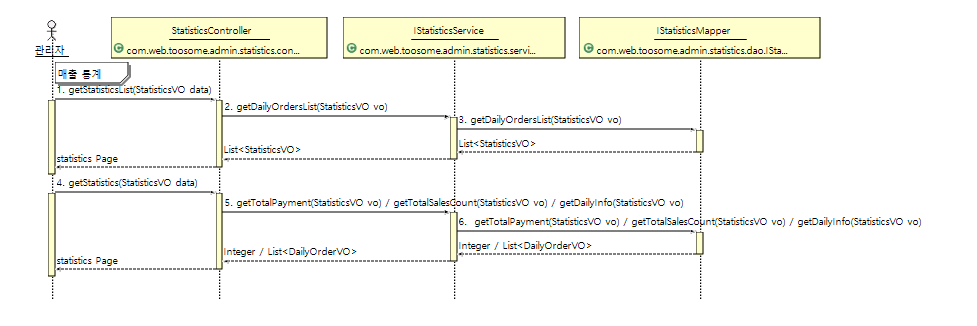 StatisticsController
IStatisticsService
IStatisticsMapper
관리자
com.web.toosome.admin.statistics.con...
com.web.toosome.admin.statistics.servi...
com.web.toosome.admin.statistics.dao.ISta...
매출 통계
1. getStatisticsList(StatisticsVO data)
2. getDailyOrdersList(StatisticsVO vo)
3. getDailyOrdersList(StatisticsVO vo)
List<StatisticsVO>
List<StatisticsVO>
statistics Page
4. getStatistics(StatisticsVO data)
5. getTotalPayment(StatisticsVO vo) / getTotalSalesCount(StatisticsVO vo) / getDailyInfo(StatisticsVO vo)
6. getTotalPayment(StatisticsVO vo) / getTotalSalesCount(StatisticsVO vo) / getDailyInfo(StatisticsVO vo)
Integer / List<DailyOrderVO>
Integer / List<DailyOrderVO>
statistics Page